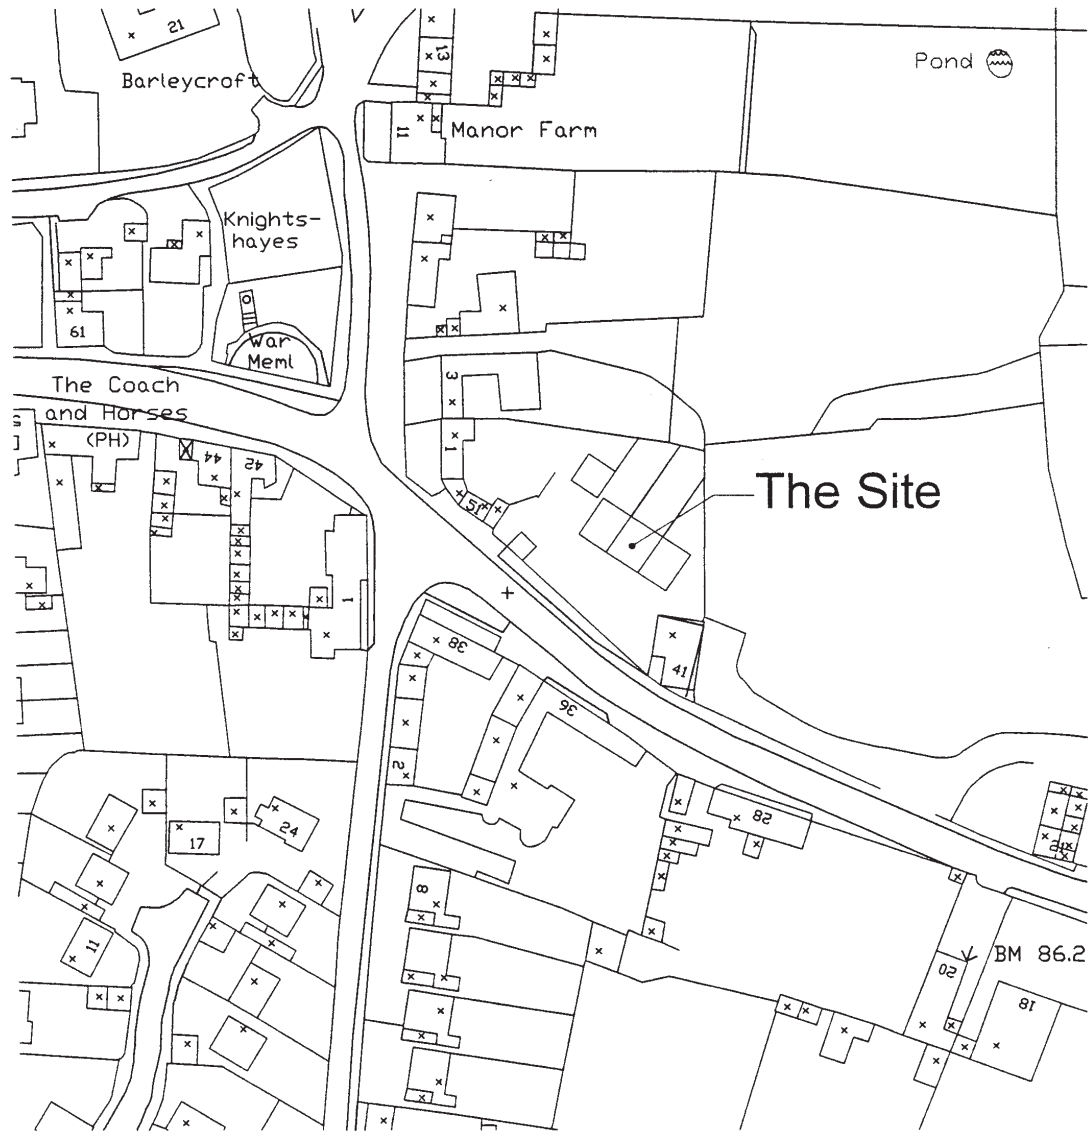 21
Barleycroft
13
Pond
11
Manor Farm
Knights-
hayes
61
War
Meml
The Coach
and Horses
(PH)
3
1
44
42
51
The Site
1
38
41
36
2
17
24
28
8
11
BM 86.2
20
18